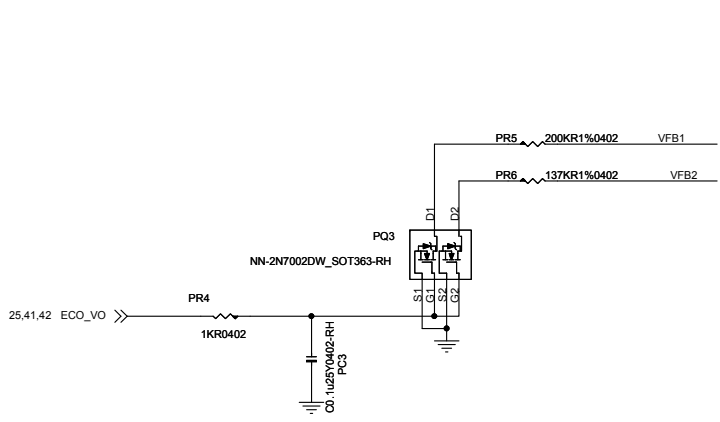 PR5 200KR1%0402 VFB1
PR6 137KR1%0402 VFB2
D1
D2
PQ3
NN-2N7002DW_SOT363-RH
S1
G1
S2
G2
PR4
25,41,42 ECO_VO
1KR0402
C0.1u25Y0402-RH
PC3